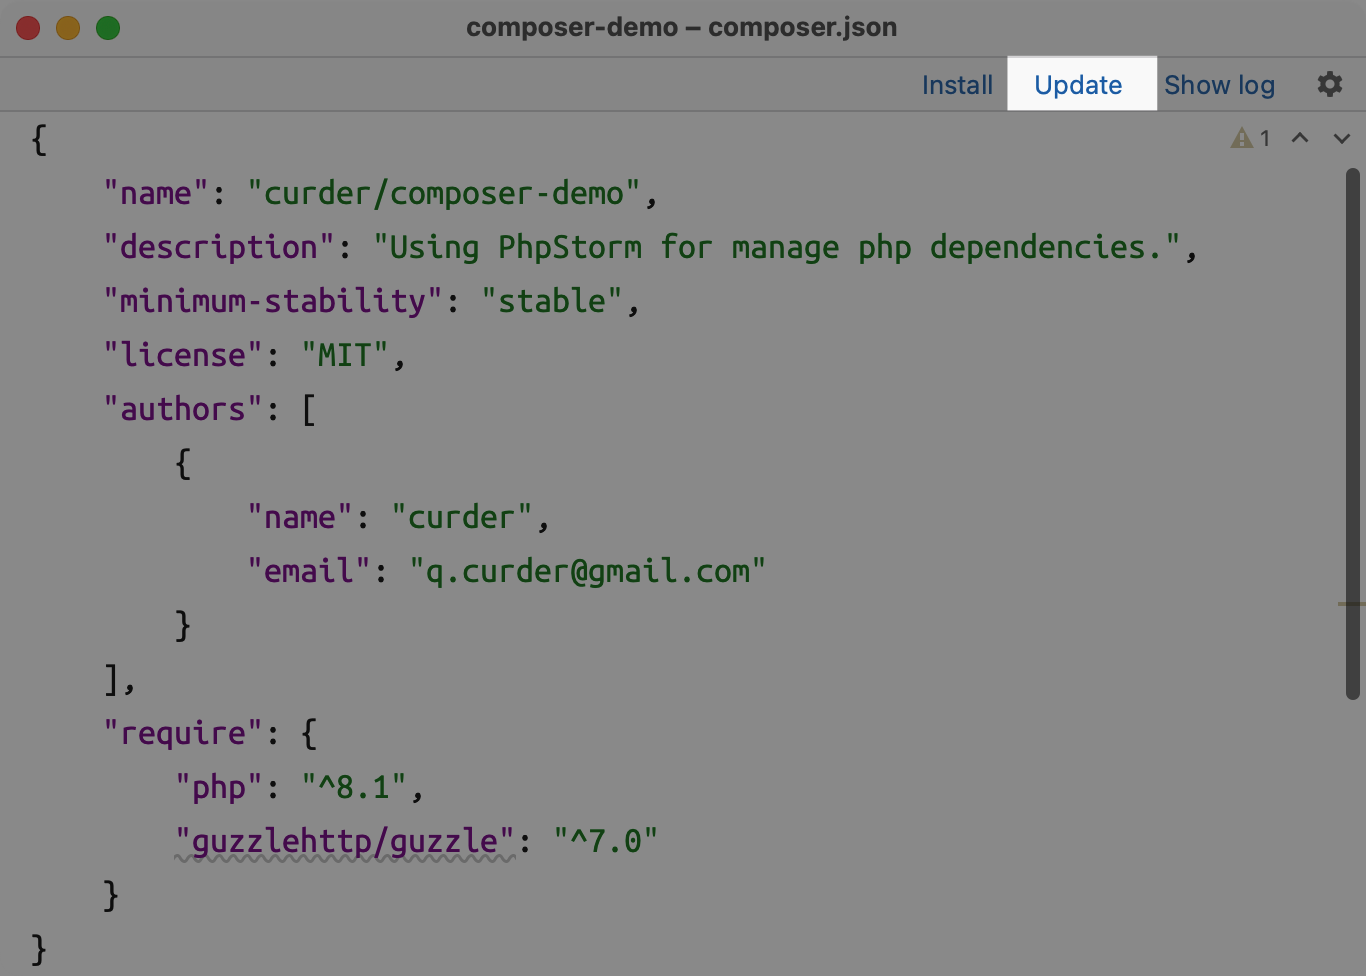 composer-demo – composer.json
Install Update Show log
{
1
"name": "curder/composer-demo",
"description": "Using PhpStorm for manage php dependencies.",
"minimum-stability": "stable",
"license": "MIT",
"authors": [
{
"name": "curder",
"email": "q.curder@gmail.com"
}
],
"require": {
"php": "^8.1",
"guzzlehttp/guzzle": "^7.0"
}
}